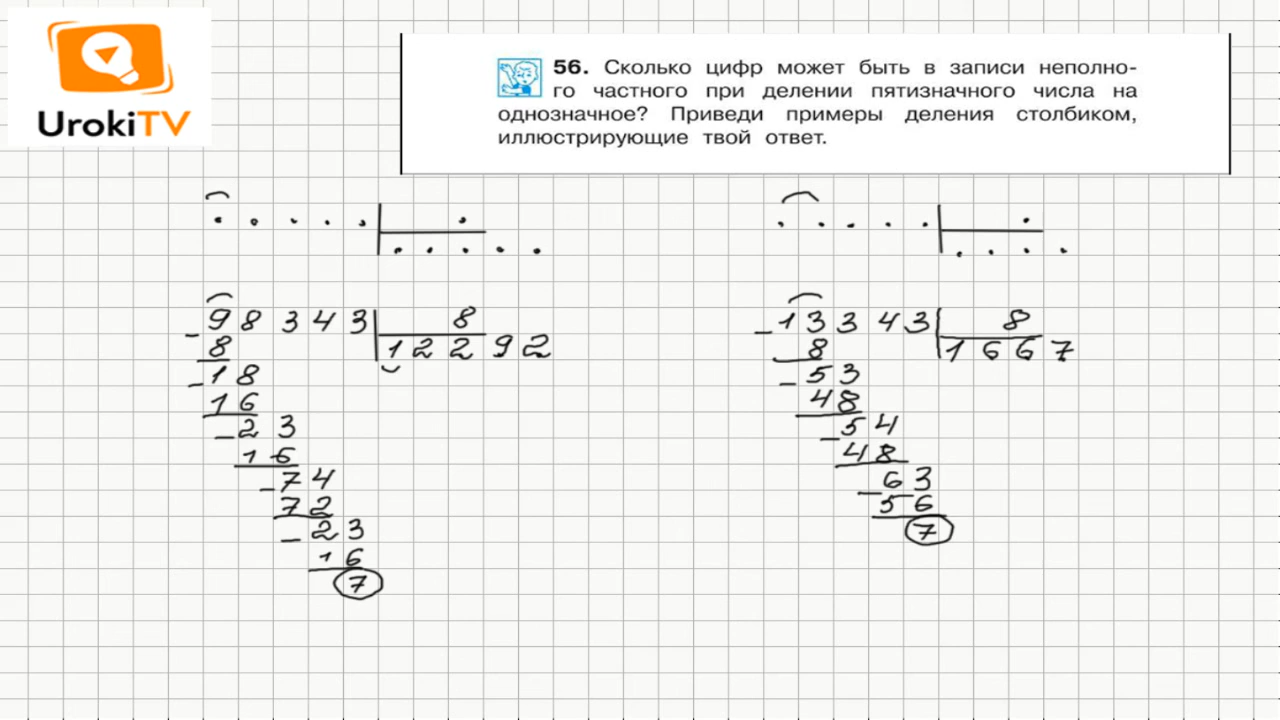 UrokiTV
56. Сколько цифр может быть в записи неполно-
го частного при делении пятизначного числа на
однозначное? Приведи примеры деления столбиком,
иллюстрирующие твой ответ.
. . . . . | .
. . . . .
98343 | 8
- 8 | 12292
- 18
16
- 23
16
- 74
72
- 23
16
7
. . . . . | .
. . . .
- 13343 | 8
8 | 1667
- 53
48
- 54
48
- 63
56
7